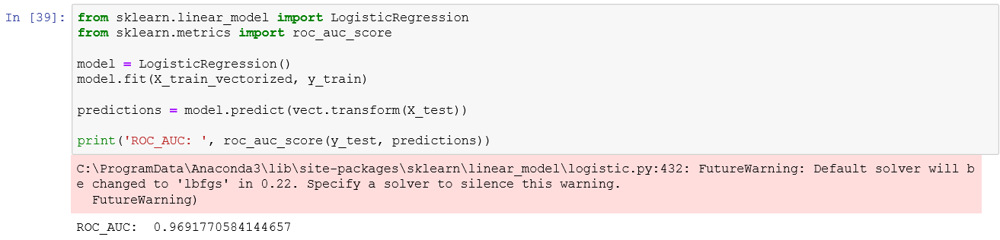 In [39]: from sklearn.linear_model import LogisticRegression
from sklearn.metrics import roc_auc_score
model = LogisticRegression()
model.fit(X_train_vectorized, y_train)
predictions = model.predict(vect.transform(X_test))
print('ROC_AUC: ', roc_auc_score(y_test, predictions))
C:\ProgramData\Anaconda3\lib\site-packages\sklearn\linear_model\logistic.py:432: FutureWarning: Default solver will b
e changed to 'lbfgs' in 0.22. Specify a solver to silence this warning.
  FutureWarning)
ROC_AUC:  0.9691770584144657